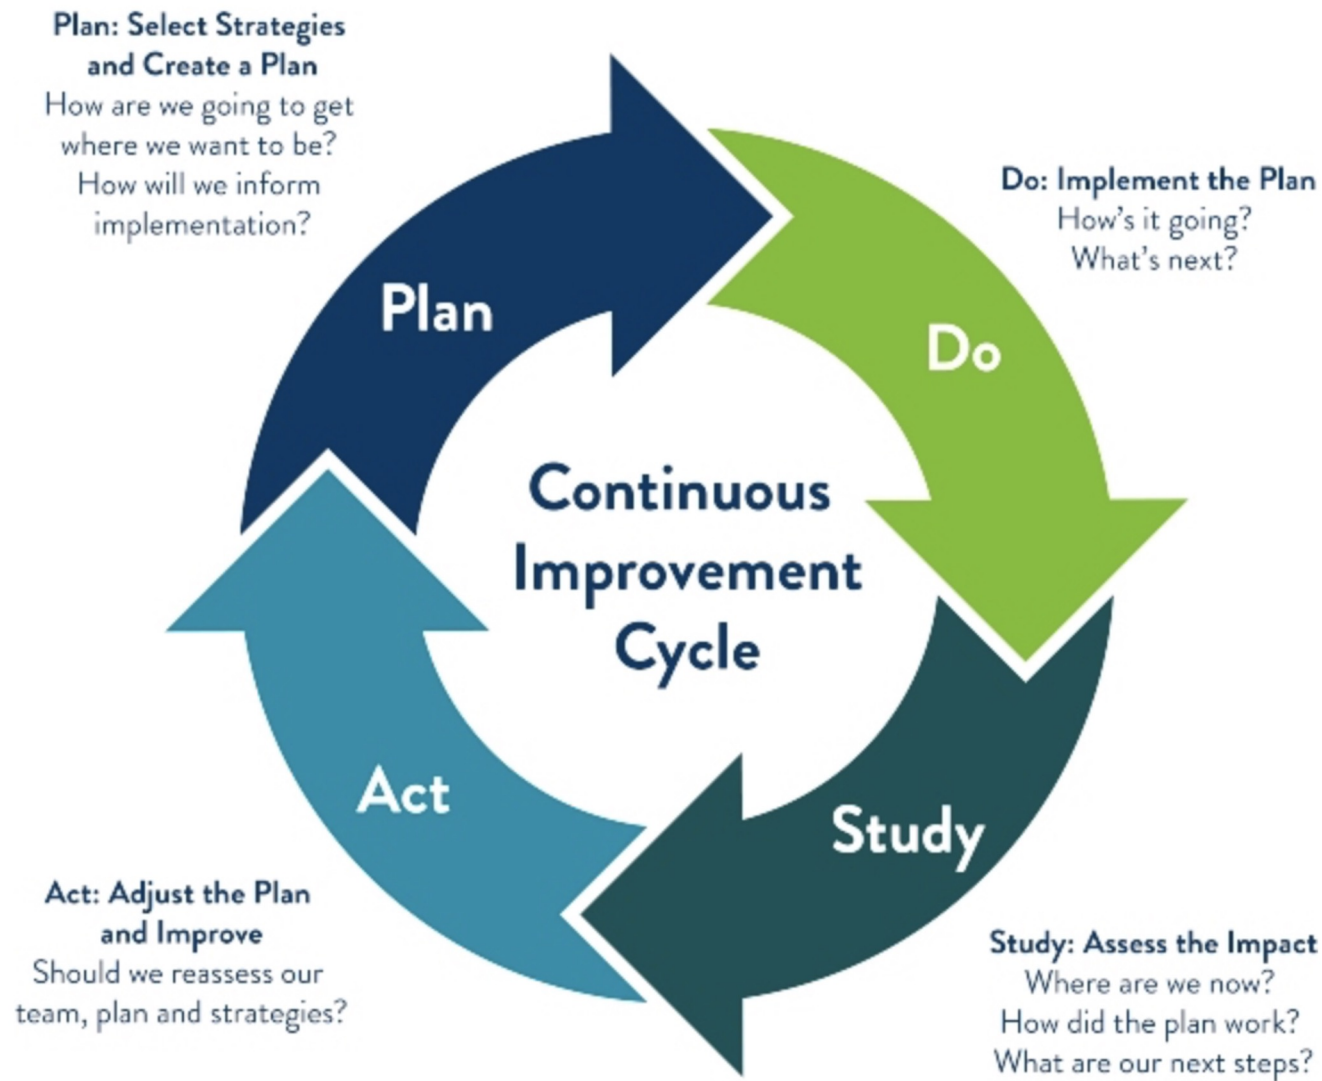 Plan: Select Strategies
and Create a Plan
How are we going to get
where we want to be?
How will we inform
implementation?
Do: Implement the Plan
How's it going?
What's next?
Plan
Do
Continuous
Improvement
Cycle
Act
Study
Act: Adjust the Plan
and Improve
Should we reassess our
team, plan and strategies?
Study: Assess the Impact
Where are we now?
How did the plan work?
What are our next steps?